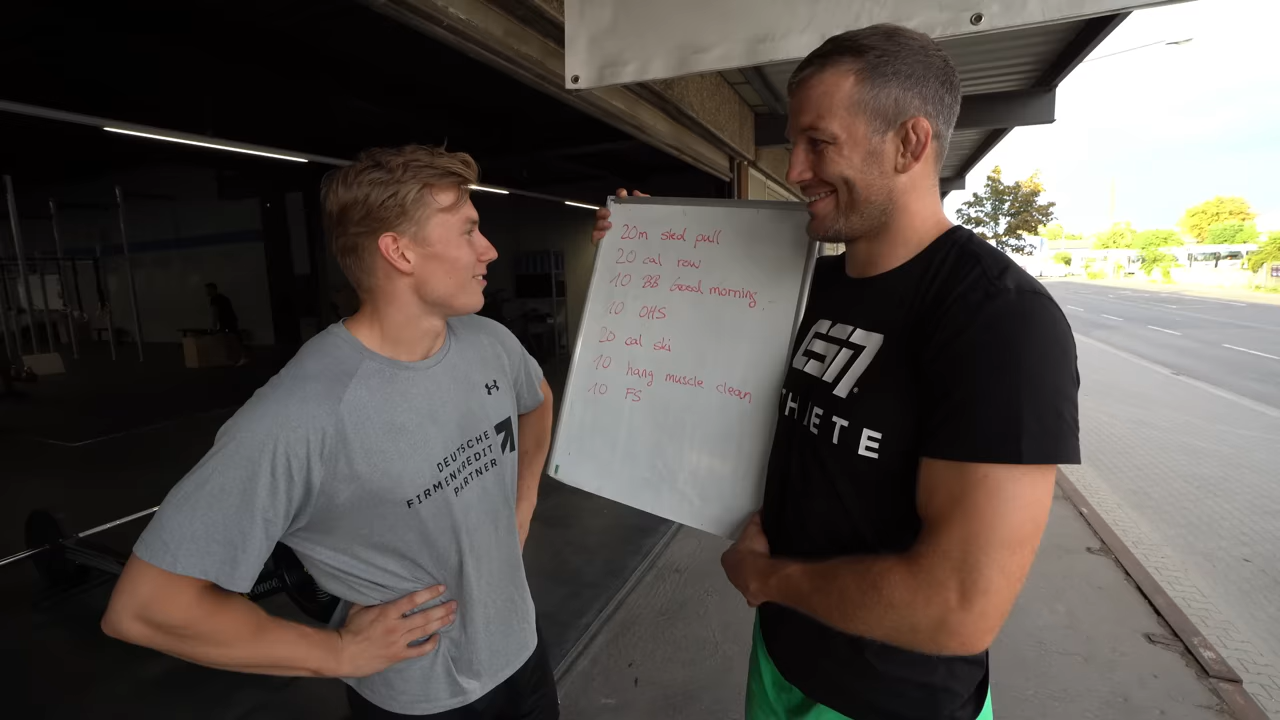 20m sled pull
20 cal row
10 BB Good morning
10 OHS
20 cal ski
10 hang muscle clean
10 FS
DEUTSCHE
FIRMENKREDIT
PARTNER